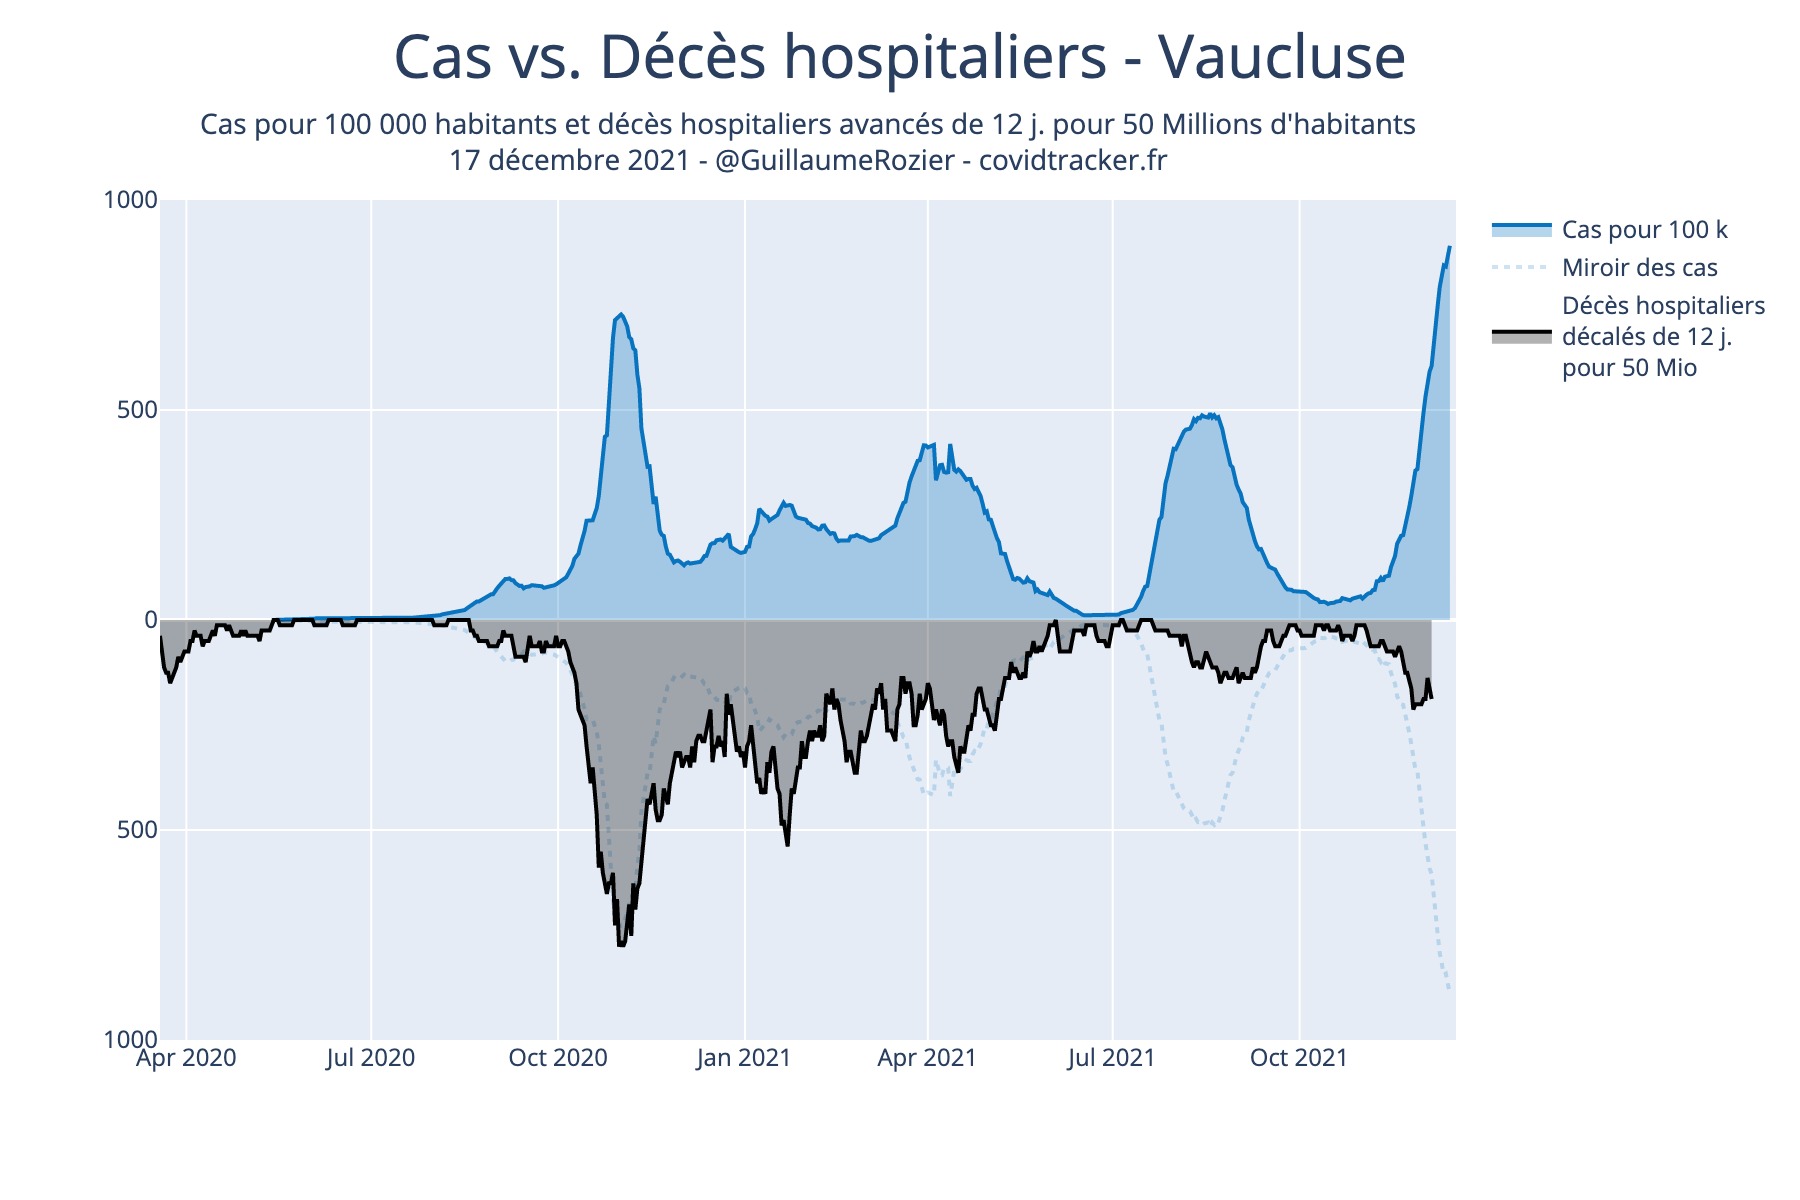 Cas vs. Décès hospitaliers - Vaucluse
Cas pour 100 000 habitants et décès hospitaliers avancés de 12 j. pour 50 Millions d'habitants
17 décembre 2021 - @GuillaumeRozier - covidtracker.fr
1000
500
0
500
1000
Apr 2020
Jul 2020
Oct 2020
Jan 2021
Apr 2021
Jul 2021
Oct 2021
Cas pour 100 k
Miroir des cas
Décès hospitaliers
décalés de 12 j.
pour 50 Mio